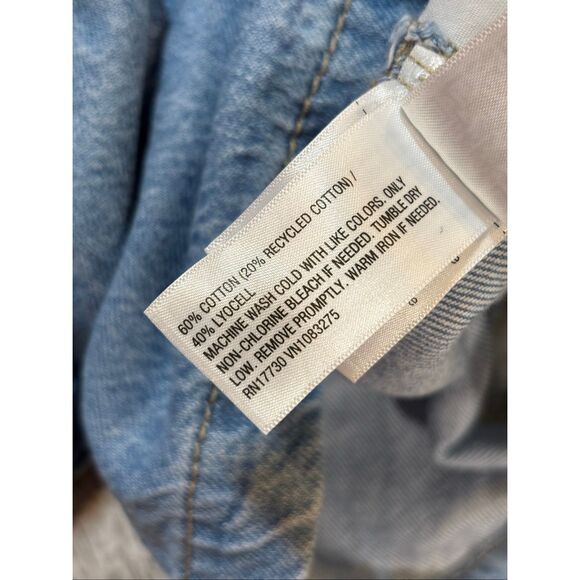 60% COTTON (20% RECYCLED COTTON) /
40% LYOCELL
MACHINE WASH COLD WITH LIKE COLORS. ONLY
NON-CHLORINE BLEACH IF NEEDED. TUMBLE DRY
LOW. REMOVE PROMPTLY. WARM IRON IF NEEDED.
RN17730 VN1083275